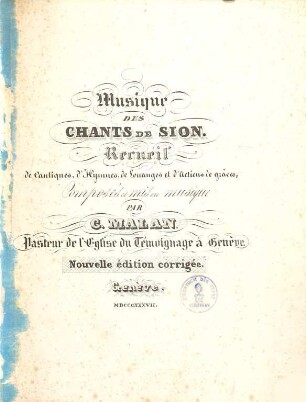 Musique
DES
CHANTS DE SION.
Recueil
de Cantiques, d'Hymnes, de Louanges et d'Actions de grâces,
Composés et mis en musique
PAR
C. MALAN
Pasteur de l'Eglise du Témoignage à Genève.
Nouvelle édition corrigée.
Genève.
MDCCCXXXVII.